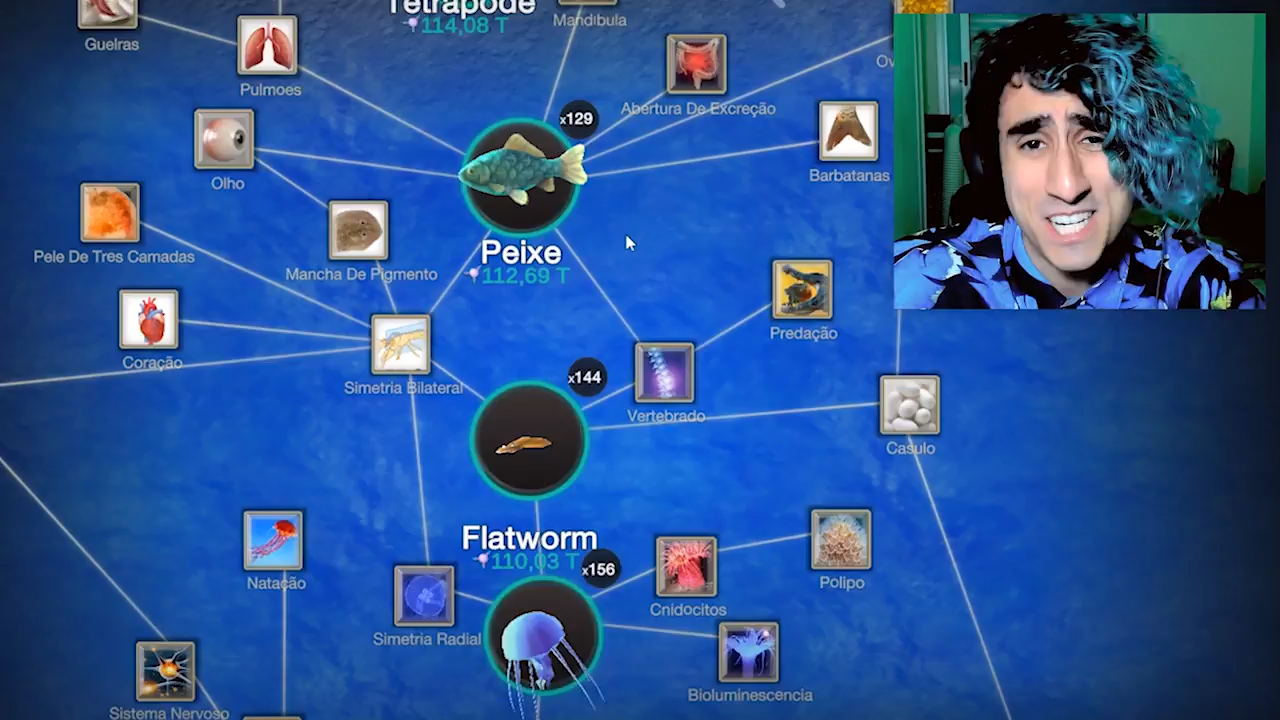 Tetrapode
114,08 T
Mandibula
Guelras
Pulmoes
Abertura De Excreção
x129
Olho
Barbatanas
Pele De Tres Camadas
Mancha De Pigmento
Peixe
112,69 T
Predação
Coração
Simetria Bilateral
x144
Vertebrado
Casulo
Flatworm
110,03 T
x156
Natação
Polipo
Cnidocitos
Simetria Radial
Bioluminescencia
Sistema Nervoso